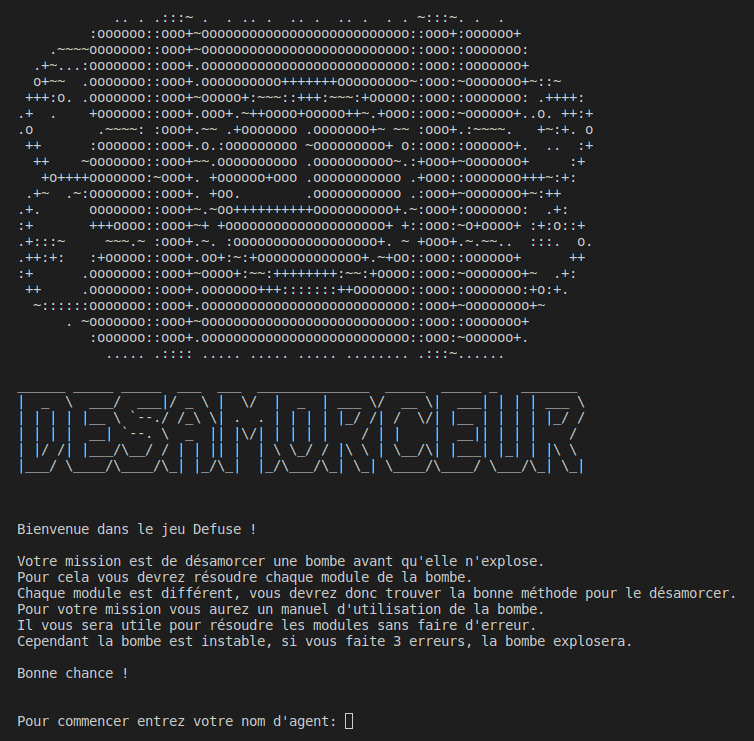 DESAMORCEUR
Bienvenue dans le jeu Defuse !
Votre mission est de désamorcer une bombe avant qu'elle n'explose.
Pour cela vous devrez résoudre chaque module de la bombe.
Chaque module est différent, vous devrez donc trouver la bonne méthode pour le désamorcer.
Pour votre mission vous aurez un manuel d'utilisation de la bombe.
Il vous sera utile pour résoudre les modules sans faire d'erreur.
Cependant la bombe est instable, si vous faite 3 erreurs, la bombe explosera.
Bonne chance !
Pour commencer entrez votre nom d'agent: